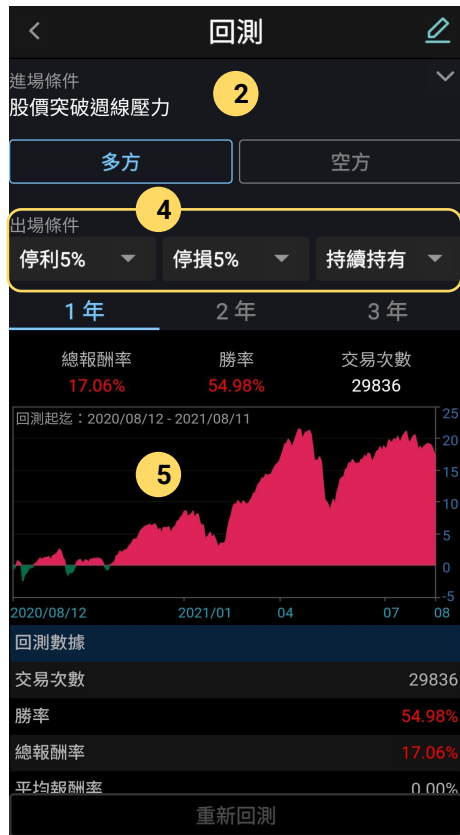 回測
進場條件
股價突破週線壓力
2
多方
空方
4
出場條件
停利5%
停損5%
持續持有
1 年
2 年
3 年
總報酬率
勝率
交易次數
17.06%
54.98%
29836
回測起迄：2020/08/12 - 2021/08/11
5
25
20
15
10
5
0
-5
2020/08/12
2021/01
04
07
08
回測數據
交易次數
29836
勝率
54.98%
總報酬率
17.06%
平均報酬率
0.00%
重新回測